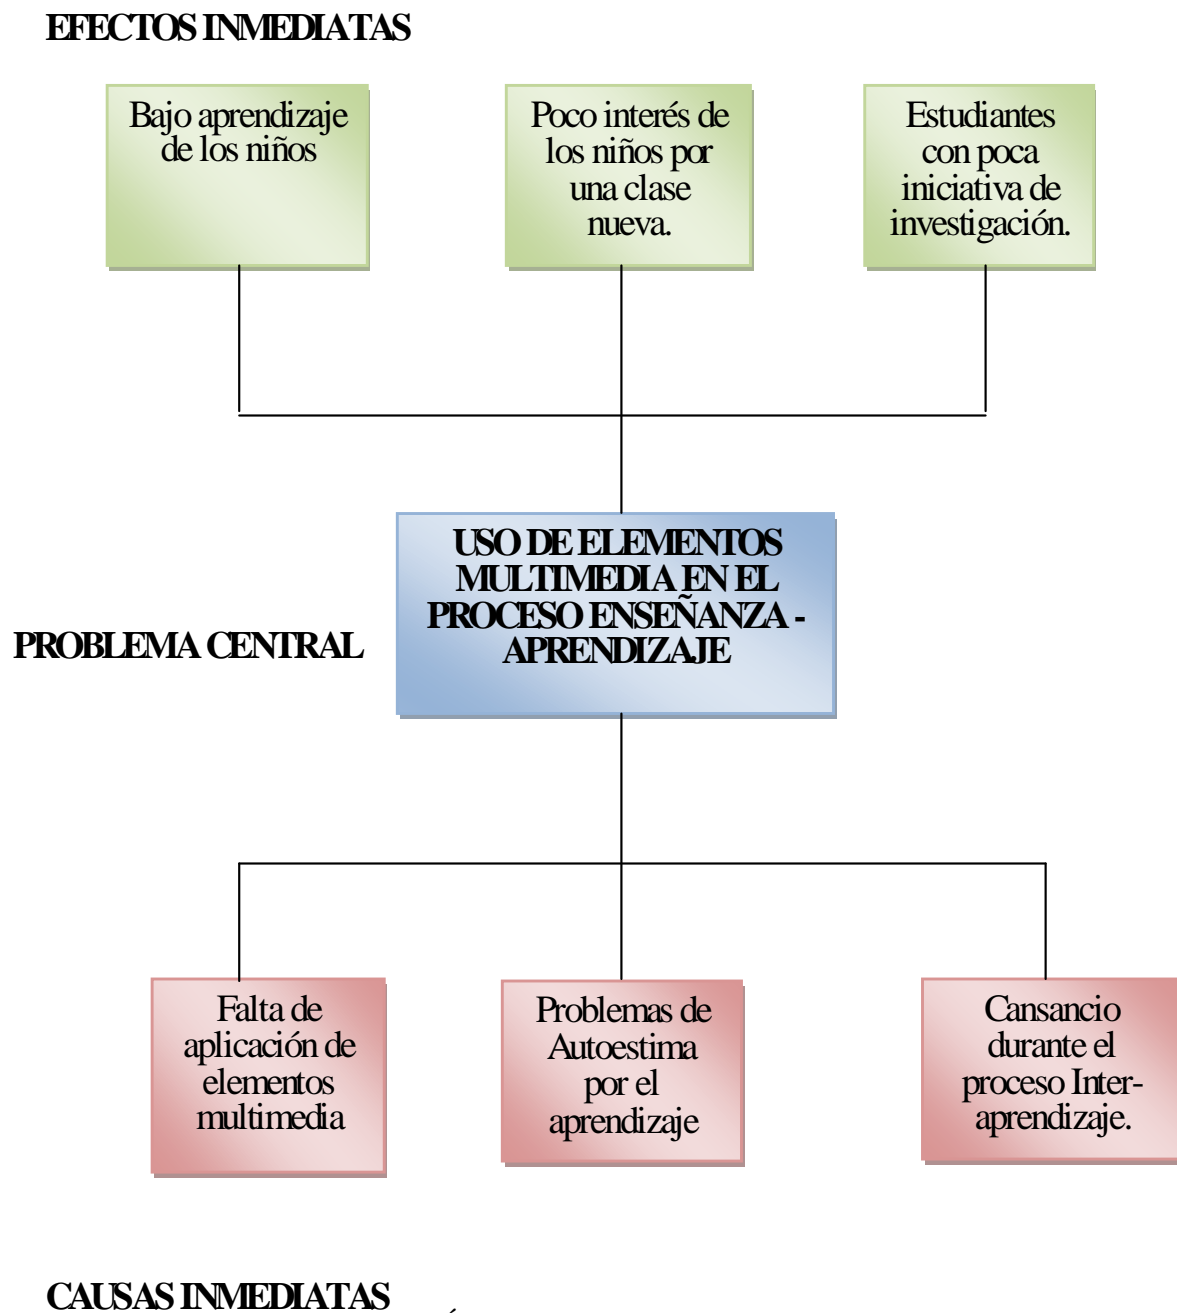 EFECTOS INMEDIATAS
Bajo aprendizaje
de los niños
Poco interés de
los niños por
una clase
nueva.
Estudiantes
con poca
iniciativa de
investigación.
USO DE ELEMENTOS
MULTIMEDIA EN EL
PROCESO ENSEÑANZA -
APRENDIZAJE
PROBLEMA CENTRAL
Falta de
aplicación de
elementos
multimedia
Problemas de
Autoestima
por el
aprendizaje
Cansancio
durante el
proceso Inter-
aprendizaje.
CAUSAS INMEDIATAS